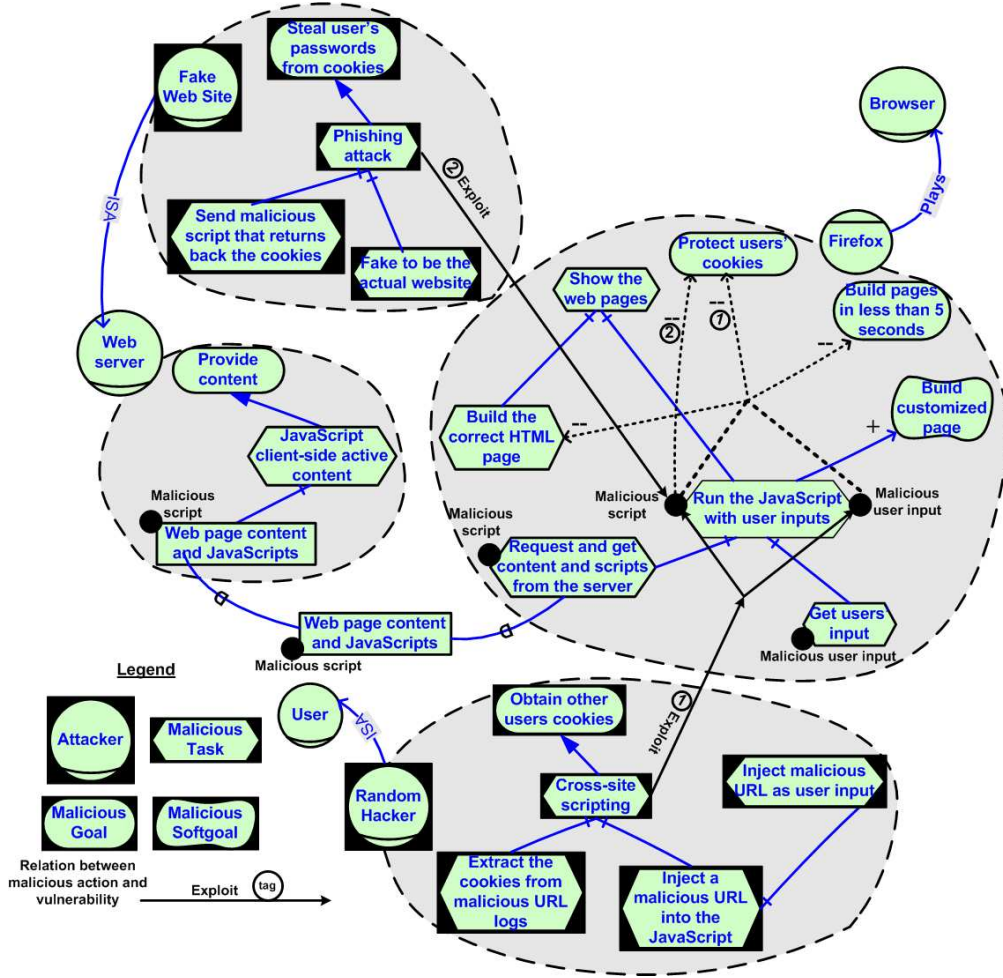 Steal user's
passwords
from cookies
Fake
Web Site
Phishing
attack
ISA
Send malicious
script that returns
back the cookies
Fake to be the
actual website
2 Exploit
Browser
Plays
Firefox
Protect users'
cookies
Show the
web pages
Build pages
in less than 5
seconds
--
2
--
1
--
--
Web
server
Provide
content
JavaScript
client-side active
content
Malicious
script
Web page content
and JavaScripts
D
Build the
correct HTML
page
Build
customized
page
+
Malicious
script
Run the JavaScript
with user inputs
Malicious
user input
Malicious
script
Request and get
content and scripts
from the server
Get users'
input
Malicious user input
Web page content
and JavaScripts
D
Malicious script
Legend
Attacker
Malicious
Task
Malicious
Goal
Malicious
Softgoal
Relation between
malicious action and
vulnerability
Exploit
tag
User
ISA
Random
Hacker
Obtain other
users cookies
1 Exploit
Cross-site
scripting
Inject malicious
URL as user input
Extract the
cookies from
malicious URL
logs
Inject a
malicious URL
into the
JavaScript